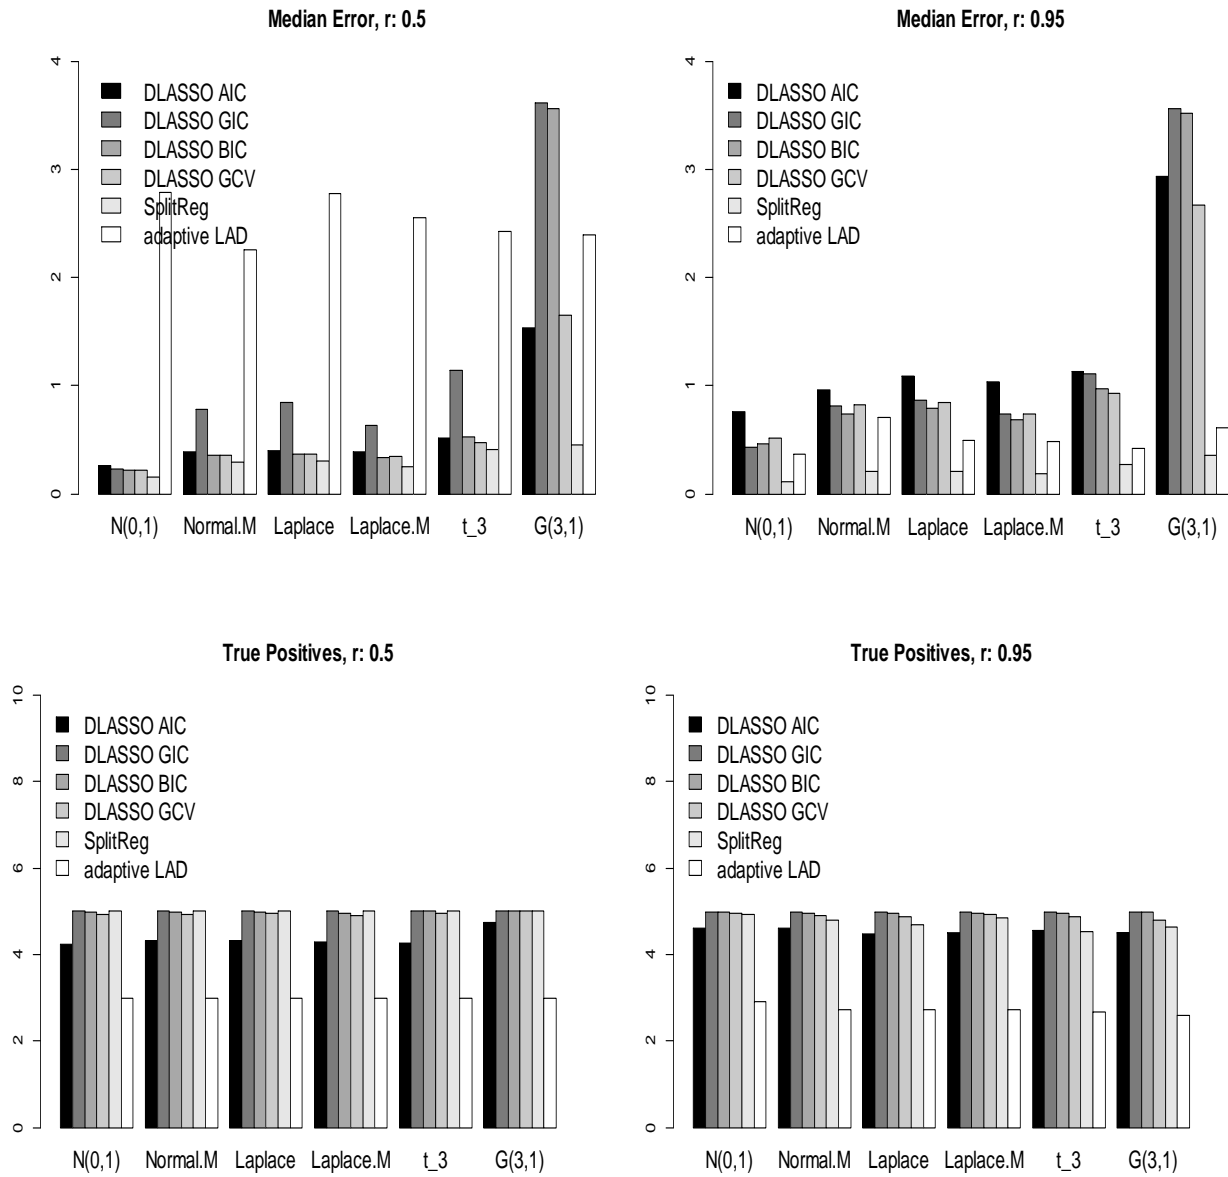 Median Error, r: 0.5
4
3
2
1
0
DLASSO AIC
DLASSO GIC
DLASSO BIC
DLASSO GCV
SplitReg
adaptive LAD
N(0,1) Normal.M Laplace Laplace.M t_3 G(3,1)
Median Error, r: 0.95
4
3
2
1
0
DLASSO AIC
DLASSO GIC
DLASSO BIC
DLASSO GCV
SplitReg
adaptive LAD
N(0,1) Normal.M Laplace Laplace.M t_3 G(3,1)
True Positives, r: 0.5
10
8
6
4
2
0
DLASSO AIC
DLASSO GIC
DLASSO BIC
DLASSO GCV
SplitReg
adaptive LAD
N(0,1) Normal.M Laplace Laplace.M t_3 G(3,1)
True Positives, r: 0.95
10
8
6
4
2
0
DLASSO AIC
DLASSO GIC
DLASSO BIC
DLASSO GCV
SplitReg
adaptive LAD
N(0,1) Normal.M Laplace Laplace.M t_3 G(3,1)